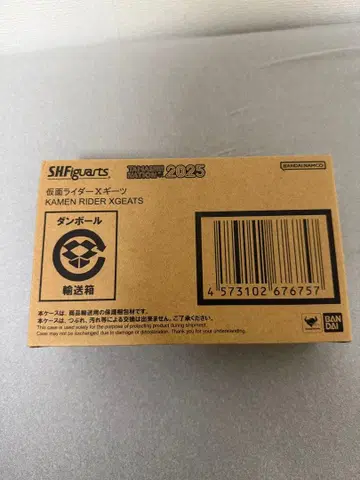 S.H.Figuarts TAMASHII NATION 2025 BANDAI NAMCO
仮面ライダーXギーツ
KAMEN RIDER XGEATS
ダンボール
輸送箱
4 573102 676757
本ケースは、商品輸送用の保護梱包材です。
This case is used solely for the purpose of protecting product during shipment.
本ケースは、つぶれ、汚れ等による交換は出来ません。ご了承ください。
Case may not be exchanged due to damage or deterioration. Thank you for your understanding.
BAN
DAI